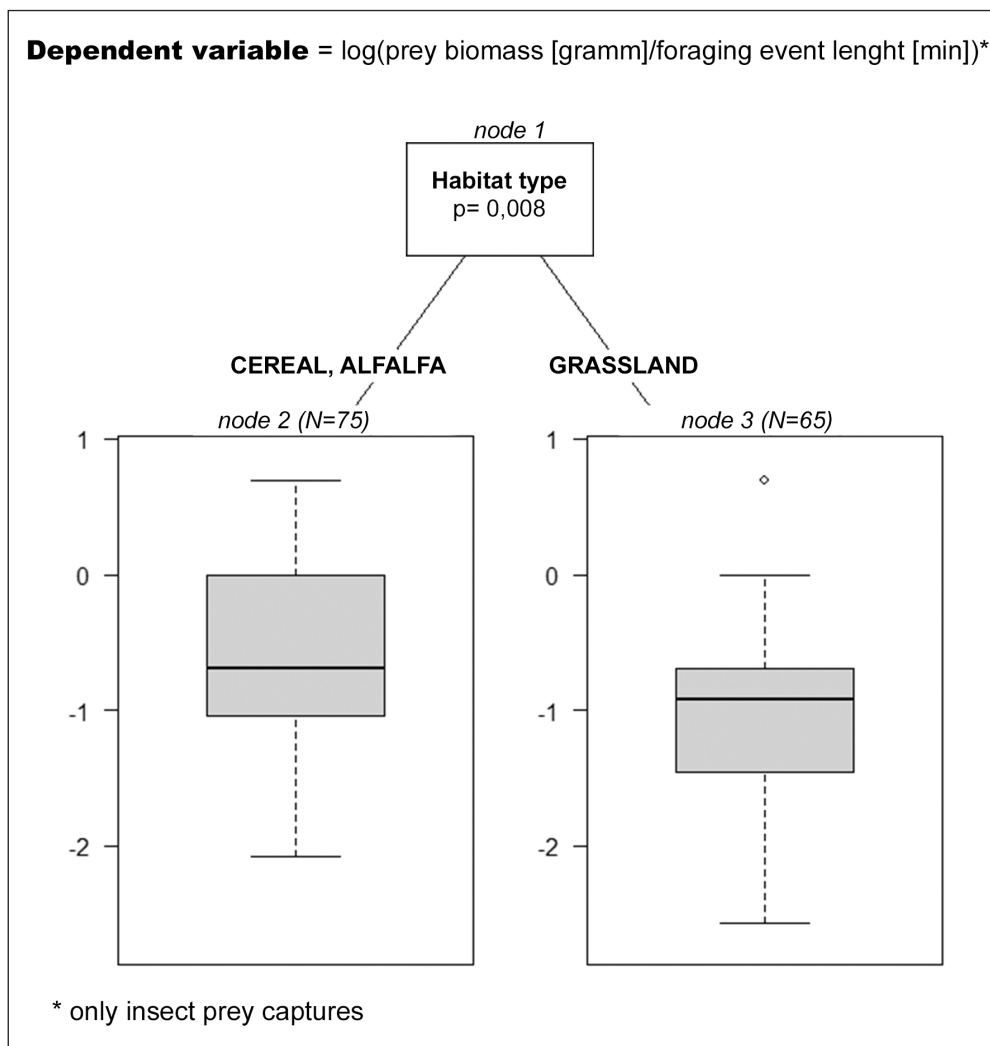 Dependent variable = log(prey biomass [gramm]/foraging event lenght [min])*
node 1
Habitat type
p= 0,008
CEREAL, ALFALFA
GRASSLAND
node 2 (N=75)
node 3 (N=65)
1
0
-1
-2
1
0
-1
-2
* only insect prey captures